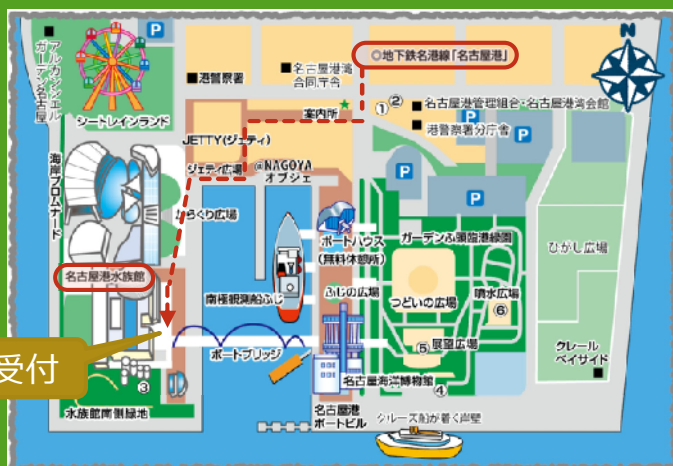 P
◎地下鉄名港線「名古屋港」
N
アルカンシエル
ガーデン名古屋
■港警察署
■名古屋港湾
合同庁舎
シートレインランド
案内所
① ②
■名古屋港管理組合・名古屋港湾会館
■港警察署分庁舎
JETTY(ジェティ)
ジェティ広場
@NAGOYA
オブジェ
P
P
P
海岸プロムナード
からくり広場
ポートハウス
(無料休憩所)
ガーデンふ頭臨港緑園
ひがし広場
名古屋港水族館
南極観測船ふじ
ふじの広場
つどいの広場
噴水広場
⑥
受付
ポートブリッジ
⑤
展望広場
クレール
ベイサイド
名古屋海洋博物館
③
④
水族館南側緑地
名古屋港
ポートビル
クルーズ船が着く岸壁